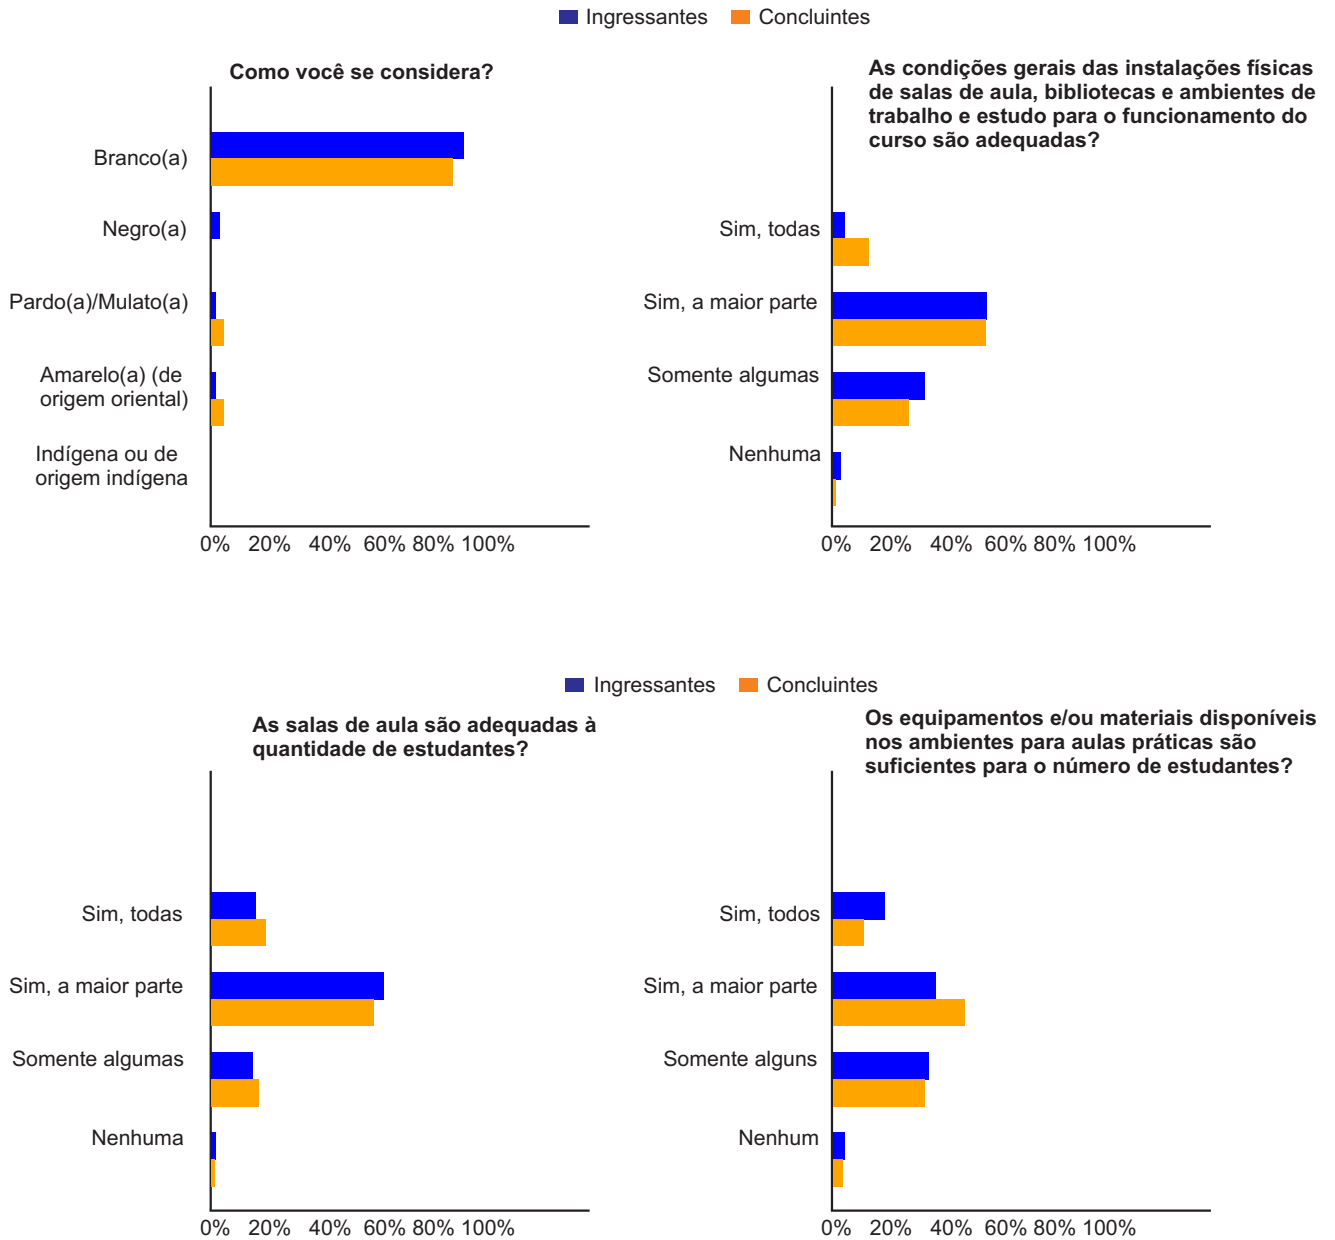 Ingressantes Concluintes
Como você se considera?
Branco(a)
Negro(a)
Pardo(a)/Mulato(a)
Amarelo(a) (de
origem oriental)
Indígena ou de
origem indígena
0% 20% 40% 60% 80% 100%
As condições gerais das instalações físicas
de salas de aula, bibliotecas e ambientes de
trabalho e estudo para o funcionamento do
curso são adequadas?
Sim, todas
Sim, a maior parte
Somente algumas
Nenhuma
0% 20% 40% 60% 80% 100%
Ingressantes Concluintes
As salas de aula são adequadas à
quantidade de estudantes?
Sim, todas
Sim, a maior parte
Somente algumas
Nenhuma
0% 20% 40% 60% 80% 100%
Os equipamentos e/ou materiais disponíveis
nos ambientes para aulas práticas são
suficientes para o número de estudantes?
Sim, todos
Sim, a maior parte
Somente alguns
Nenhum
0% 20% 40% 60% 80% 100%